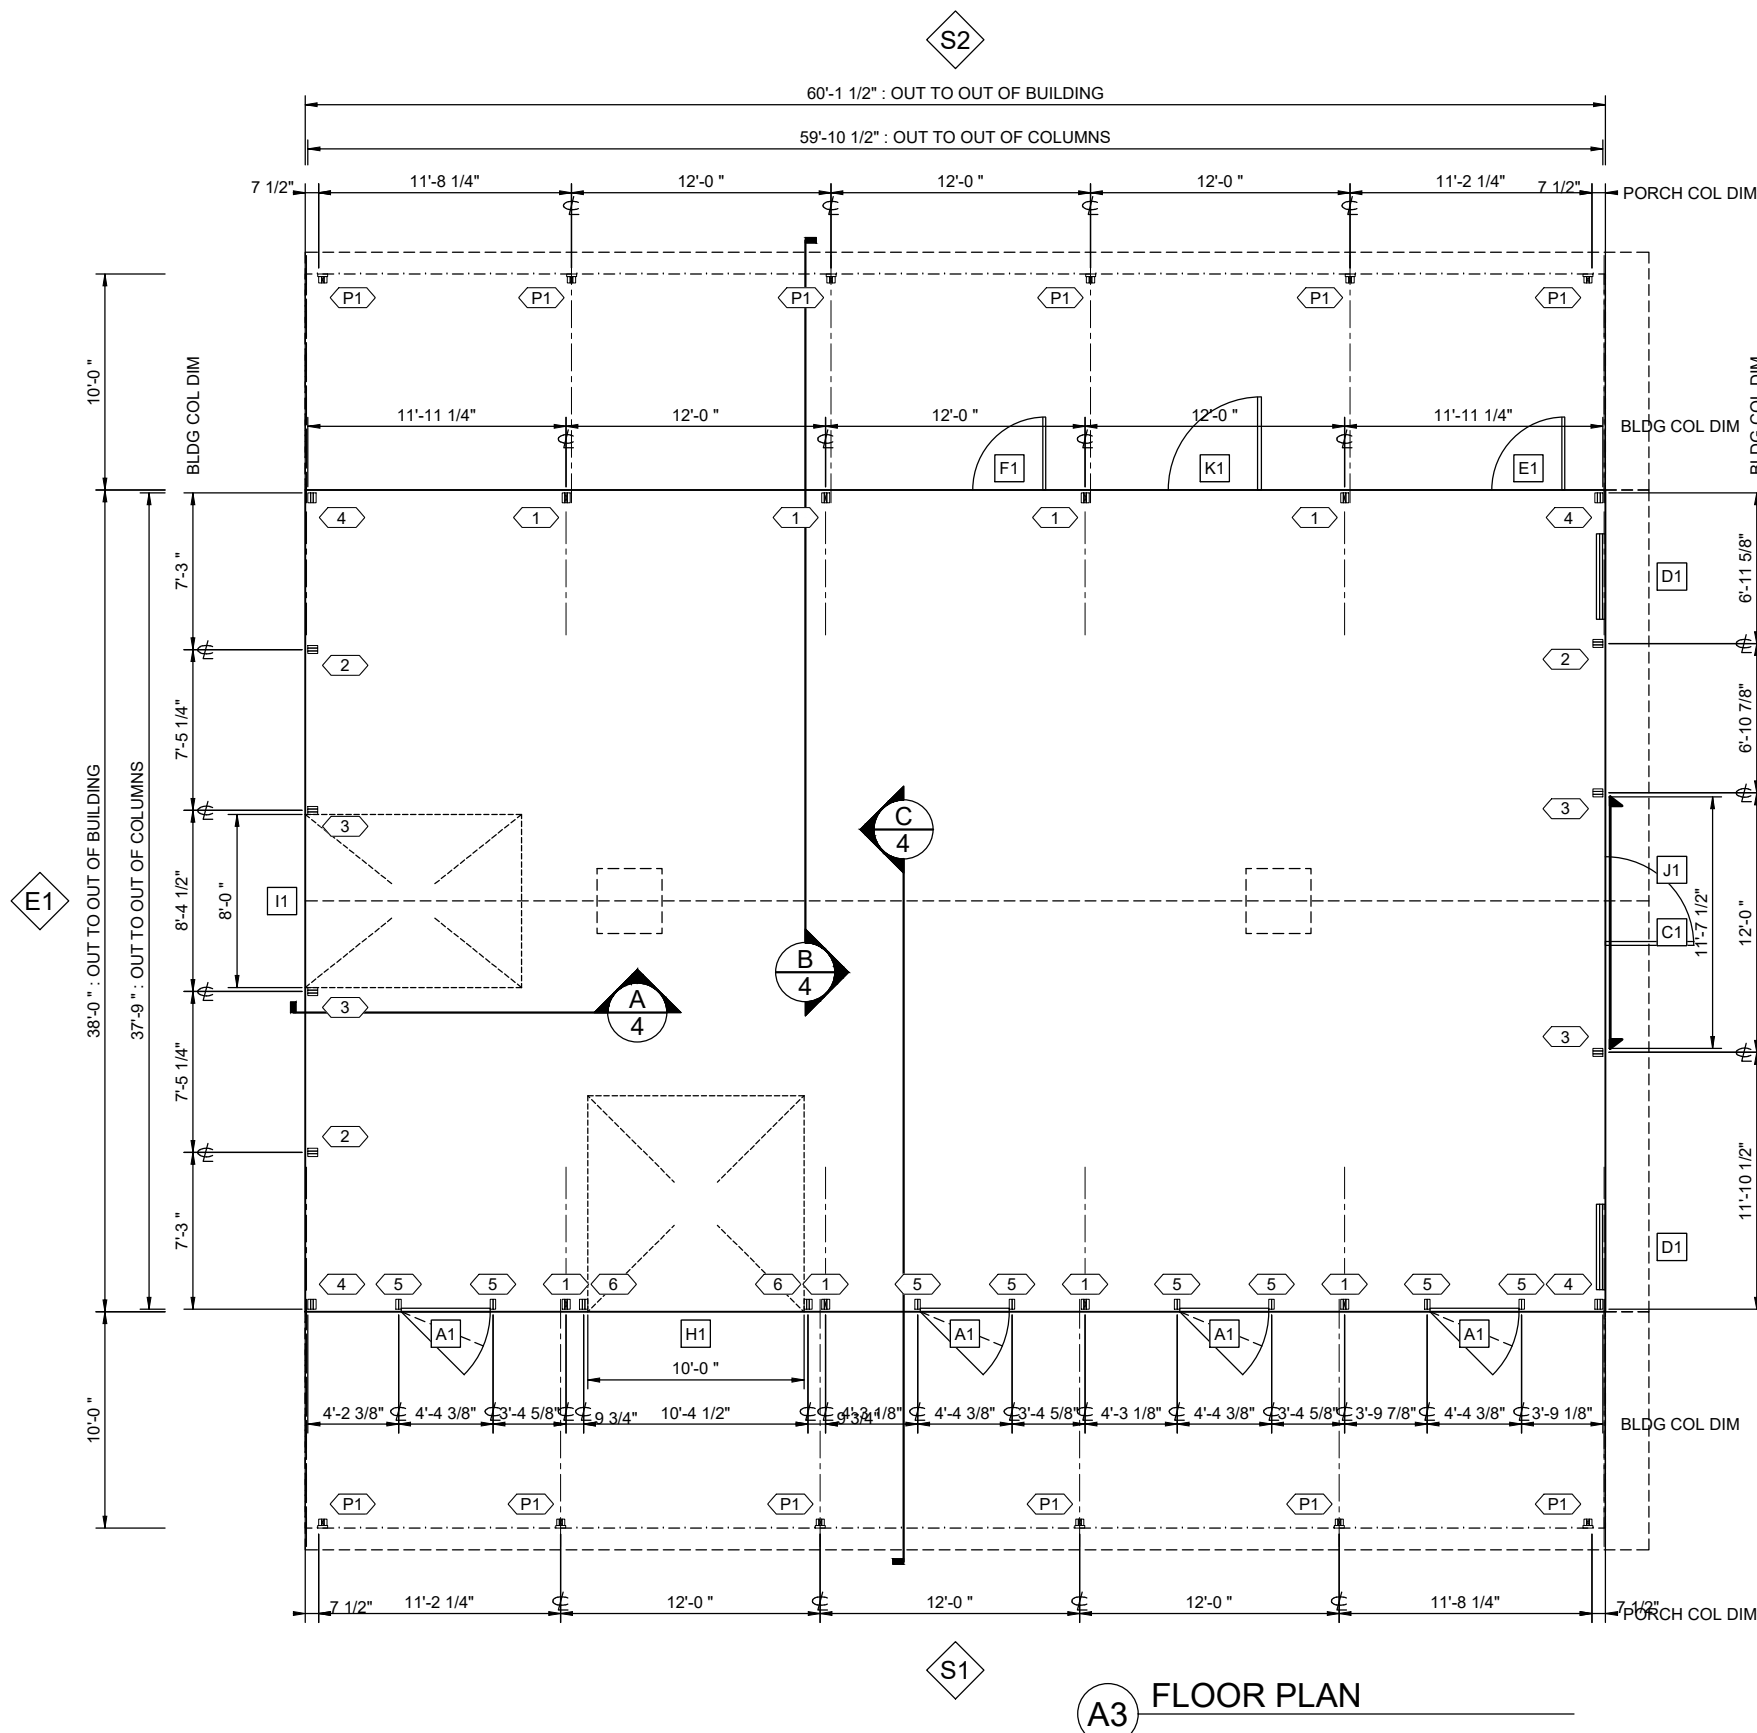 S2
60'-1 1/2" : OUT TO OUT OF BUILDING
59'-10 1/2" : OUT TO OUT OF COLUMNS
7 1/2" 11'-8 1/4" 12'-0 " 12'-0 " 12'-0 " 11'-2 1/4" 7 1/2" PORCH COL DIM
P1 P1 P1 P1 P1 P1
10'-0 "
BLDG COL DIM
BLDG COL DIM
11'-11 1/4" 12'-0 " 12'-0 " 12'-0 " 11'-11 1/4" BLDG COL DIM
F1 K1 E1
4 1 1 1 1 4
7'-3 "
D1
6'-11 5/8"
2 2
7'-5 1/4"
6'-10 7/8"
38'-0 " : OUT TO OUT OF BUILDING
37'-9 " : OUT TO OUT OF COLUMNS
3 3
C
4
E1
8'-4 1/2"
8'-0 "
I1
J1
C1
11'-7 1/2"
12'-0 "
B
4
A
4
3 3
7'-5 1/4"
2
11'-10 1/2"
7'-3 "
D1
4 5 5 1 6 6 1 5 5 1 5 5 1 5 5 4
A1 H1 A1 A1 A1
10'-0 "
4'-2 3/8" 4'-4 3/8" 3'-4 5/8" 9 3/4" 10'-4 1/2" 9 3/4" 4'-3 1/8" 4'-4 3/8" 3'-4 5/8" 4'-3 1/8" 4'-4 3/8" 3'-4 5/8" 3'-9 7/8" 4'-4 3/8" 3'-9 1/8" BLDG COL DIM
10'-0 "
P1 P1 P1 P1 P1 P1
7 1/2" 11'-2 1/4" 12'-0 " 12'-0 " 12'-0 " 11'-8 1/4" 7 1/2" PORCH COL DIM
S1
A3 FLOOR PLAN